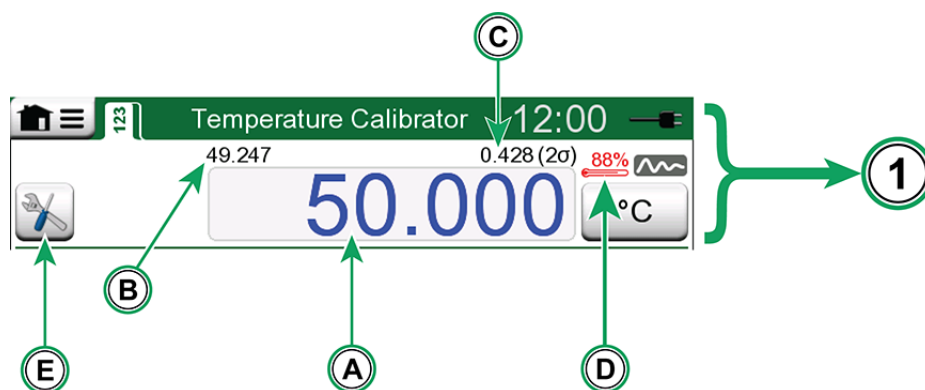 C
123
Temperature Calibrator 12:00
49.247
0.428 (2σ)
88%
50.000
°C
1
B
E
A
D